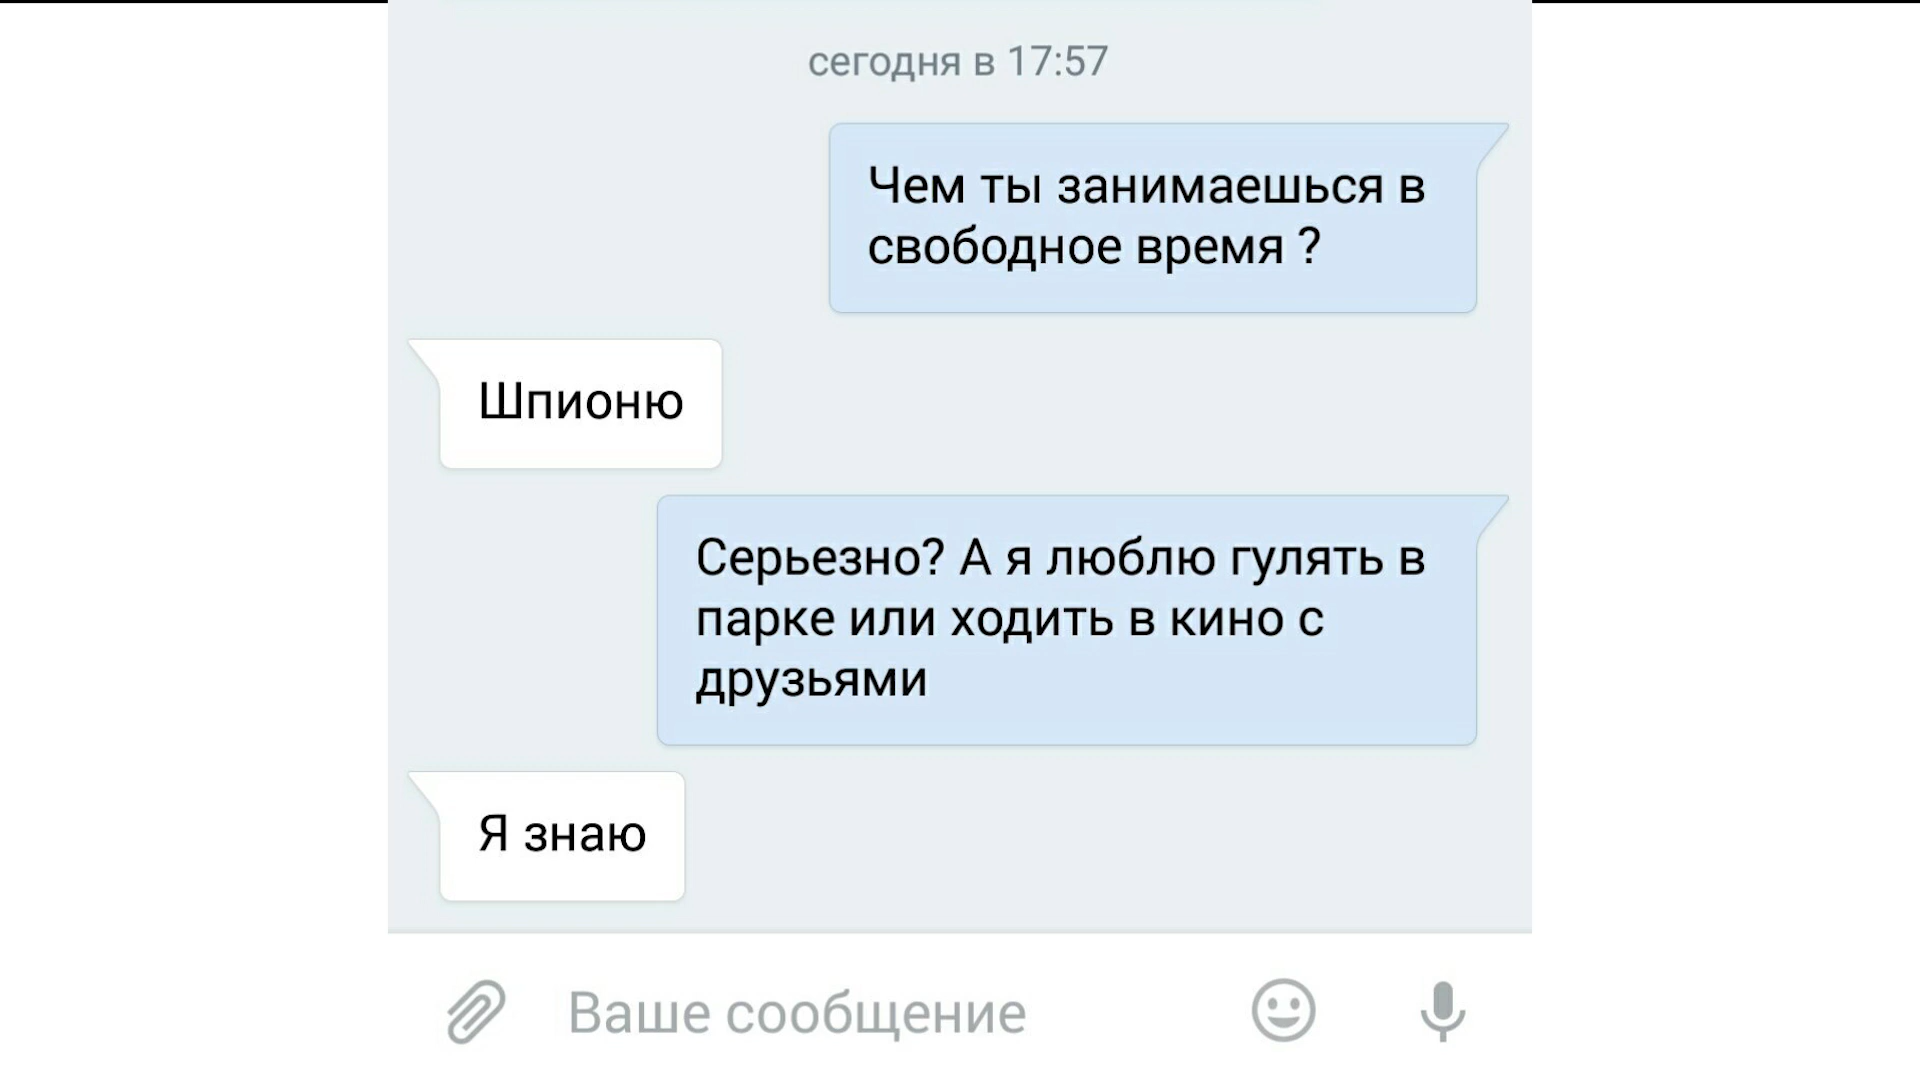 сегодня в 17:57
Чем ты занимаешься в
свободное время ?
Шпионю
Серьезно? А я люблю гулять в
парке или ходить в кино с
друзьями
Я знаю
Ваше сообщение